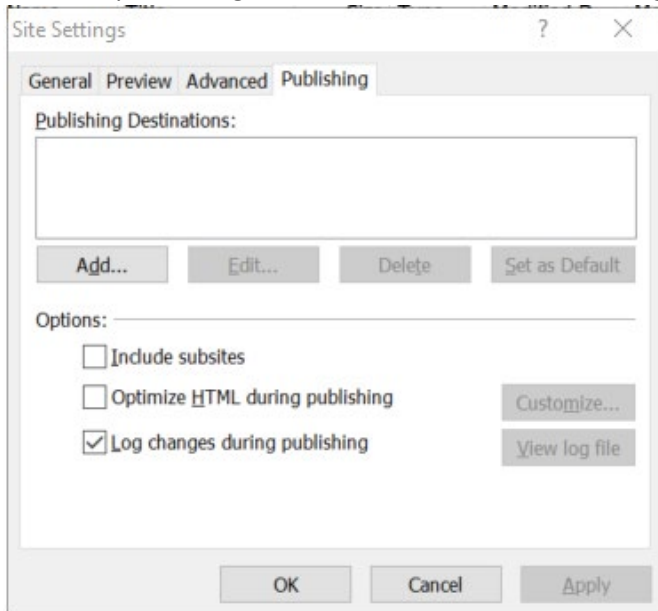 Site Settings ? ×
General Preview Advanced Publishing
Publishing Destinations:
Add... Edit... Delete Set as Default
Options:
Include subsites
Optimize HTML during publishing Customize...
Log changes during publishing View log file
OK Cancel Apply